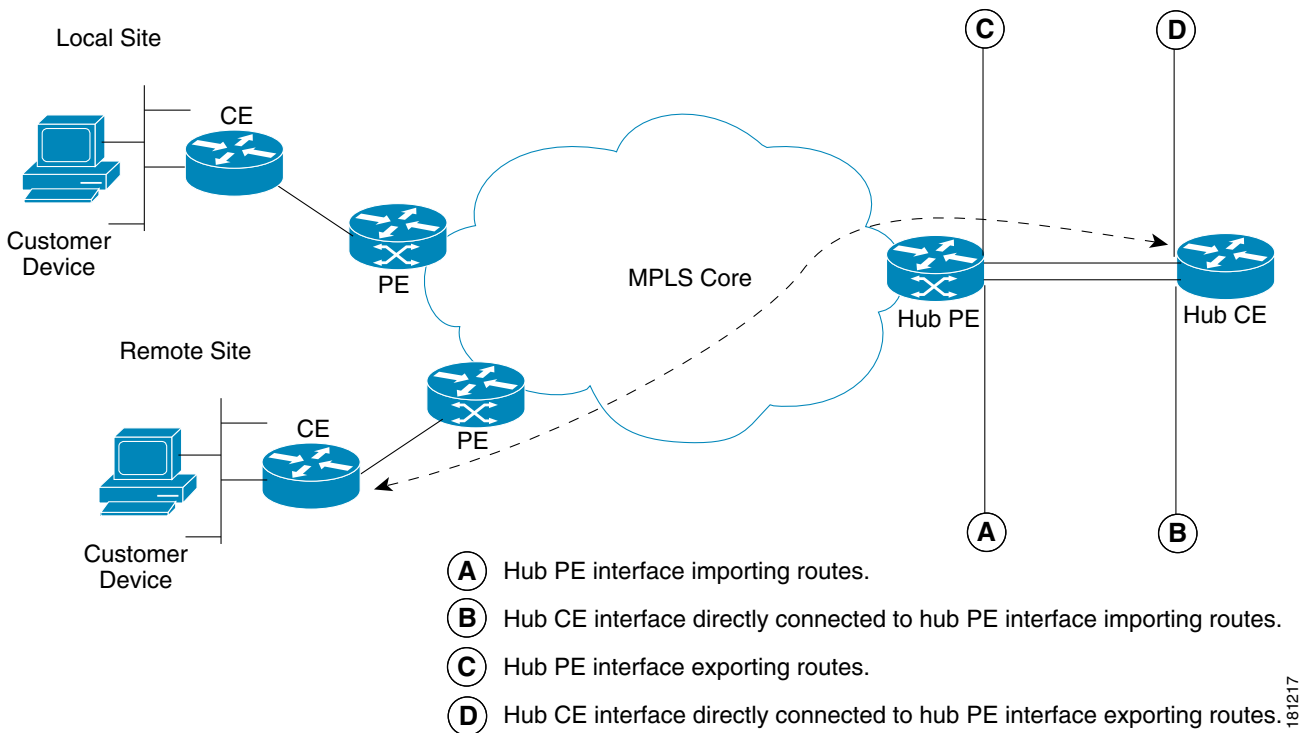 Local Site
C
D
CE
Customer
Device
PE
MPLS Core
Hub PE
Hub CE
Remote Site
CE
PE
Customer
Device
A
B
A Hub PE interface importing routes.
B Hub CE interface directly connected to hub PE interface importing routes.
C Hub PE interface exporting routes.
D Hub CE interface directly connected to hub PE interface exporting routes.
181217